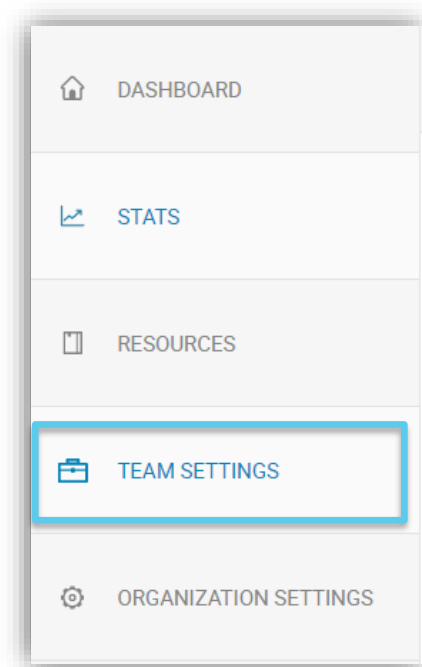 DASHBOARD
STATS
RESOURCES
TEAM SETTINGS
ORGANIZATION SETTINGS